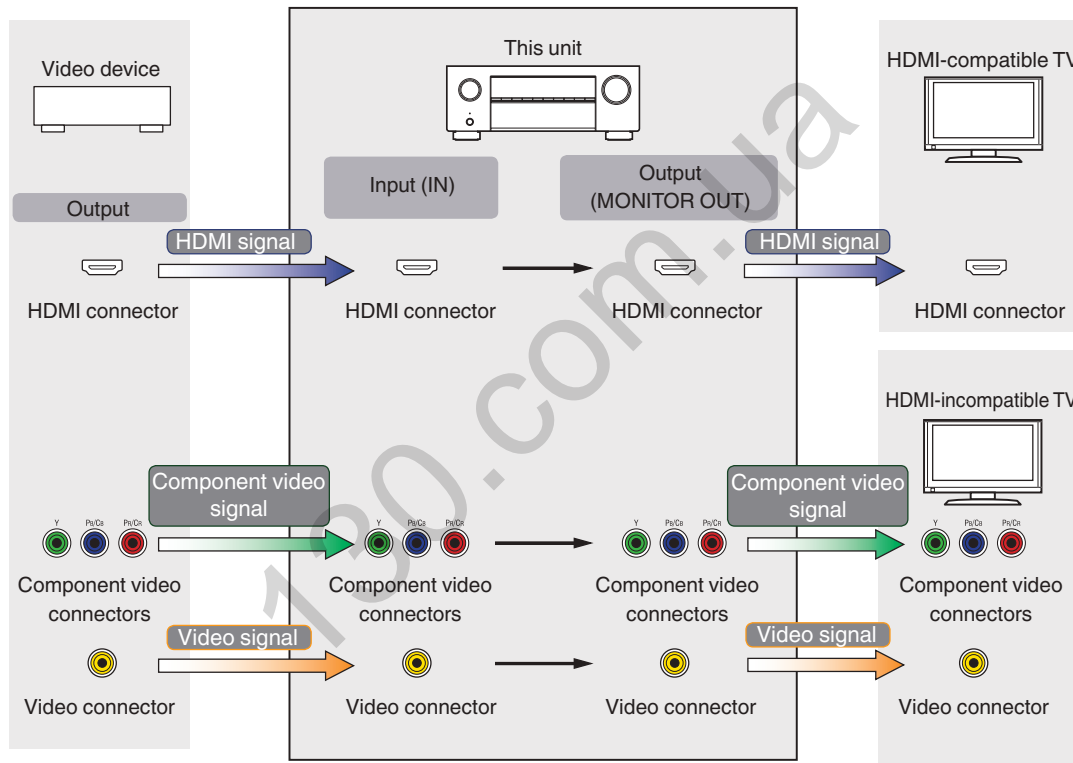 Video device
This unit
HDMI-compatible TV
Input (IN)
Output
(MONITOR OUT)
Output
HDMI signal
HDMI signal
HDMI connector
HDMI connector
HDMI connector
HDMI connector
HDMI-incompatible TV
Component video
signal
Component video
signal
Y
PB/CB
PR/CR
Y
PB/CB
PR/CR
Y
PB/CB
PR/CR
Y
PB/CB
PR/CR
Component video
connectors
Component video
connectors
Component video
connectors
Component video
connectors
Video signal
Video signal
Video connector
Video connector
Video connector
Video connector
130.com.ua